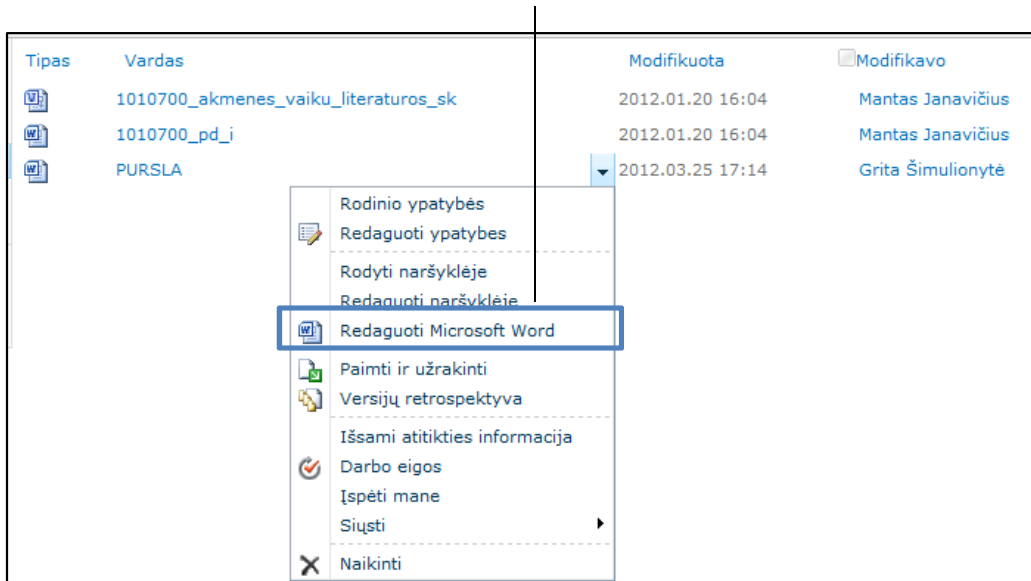 Tipas Vardas Modifikuota Modifikavo
1010700_akmenes_vaiku_literaturos_sk 2012.01.20 16:04 Mantas Janavičius
1010700_pd_i 2012.01.20 16:04 Mantas Janavičius
PURSLA 2012.03.25 17:14 Grita Šimulionytė
Rodinio ypatybės
Redaguoti ypatybes
Rodyti naršyklėje
Redaguoti naršyklėje
Redaguoti Microsoft Word
Paimti ir užrakinti
Versijų retrospektyva
Išsami atitikties informacija
Darbo eigos
Įspėti mane
Siųsti
Naikinti